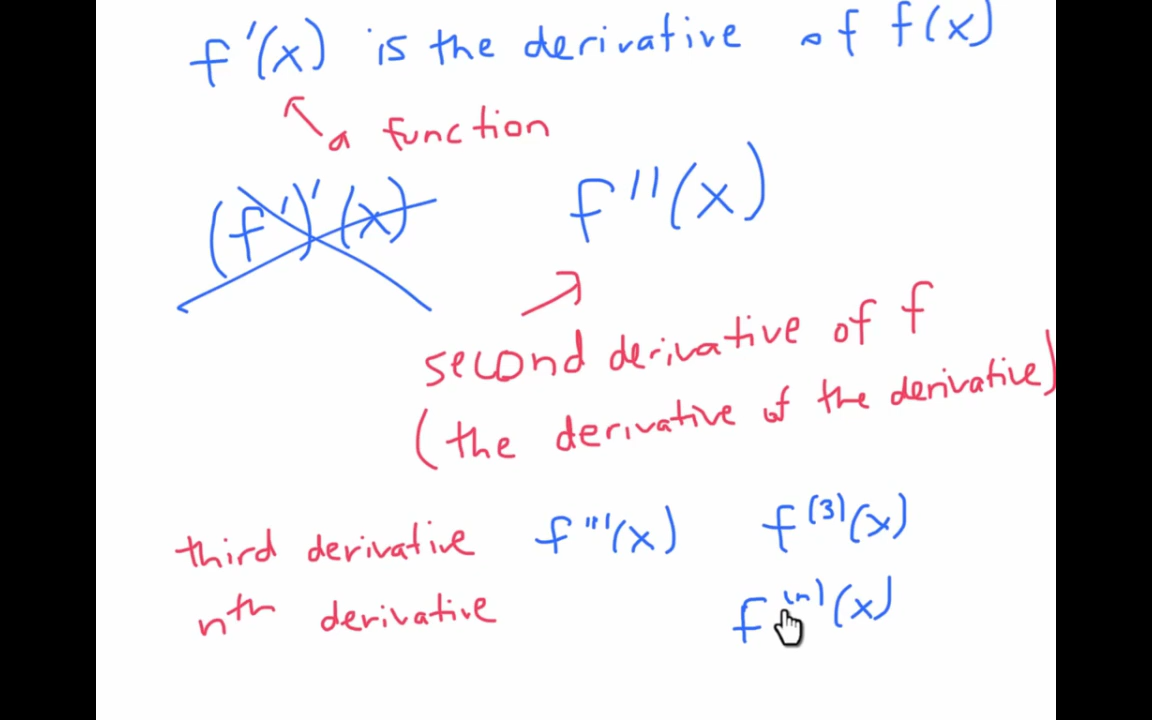 f'(x) is the derivative of f(x)
a function
(f')'(x) f''(x)
second derivative of f
(the derivative of the derivative)
third derivative f'''(x) f⁽³⁾(x)
nth derivative f⁽ⁿ⁾(x)